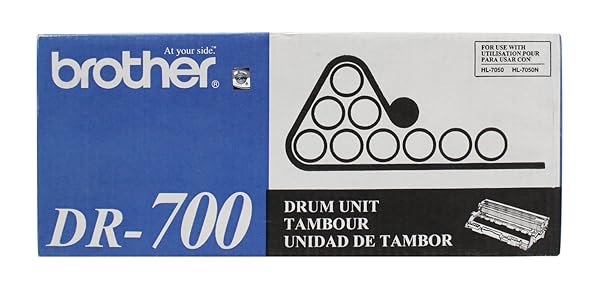 At your side.
brother®
DR-700
FOR USE WITH
UTILISATION POUR
PARA USAR CON
HL-7050 HL-7050N
DRUM UNIT
TAMBOUR
UNIDAD DE TAMBOR